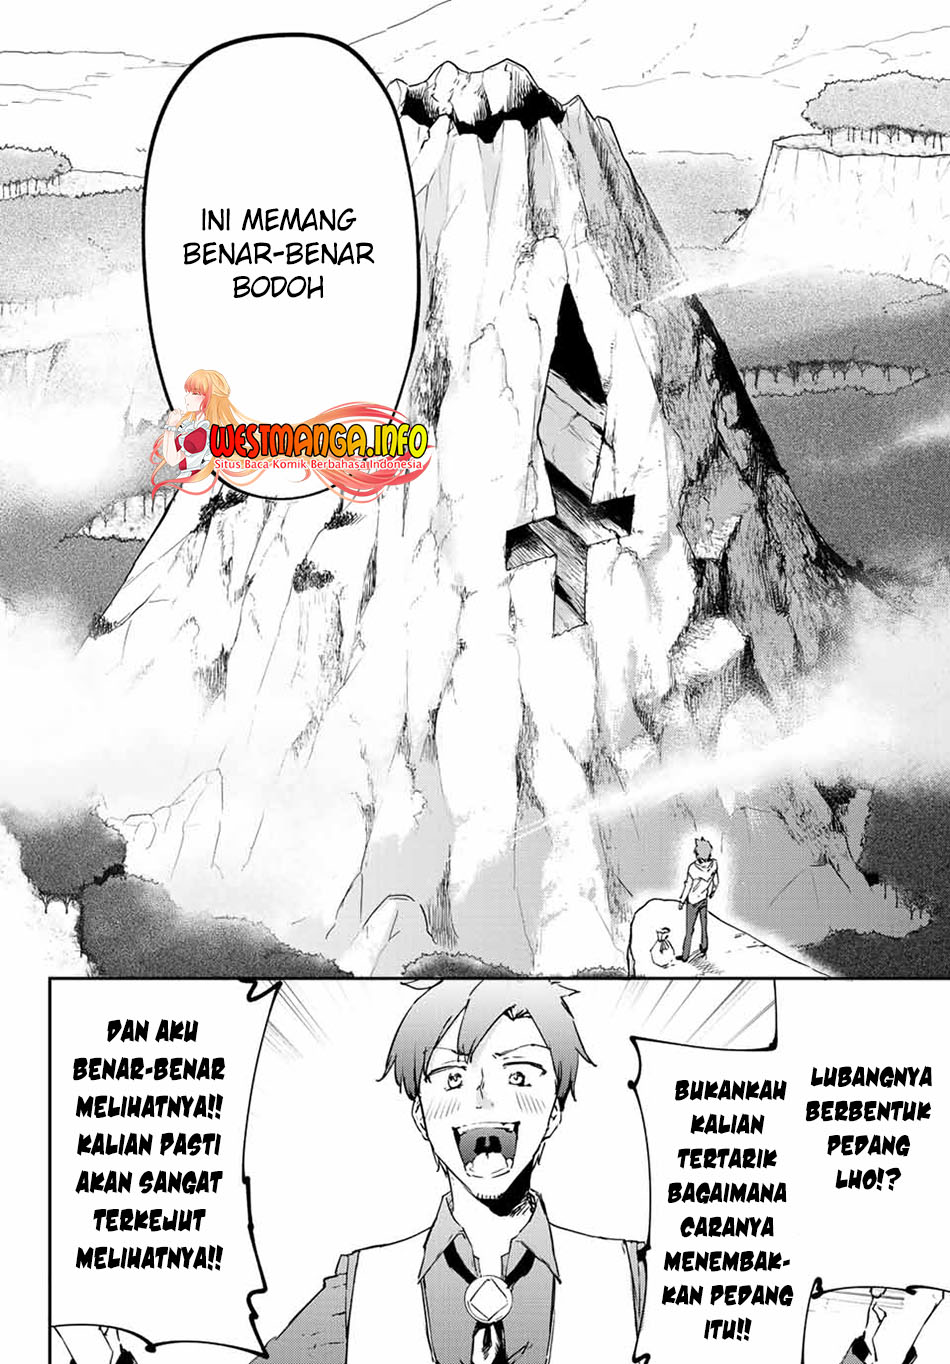 INI MEMANG
BENAR-BENAR
BODOH
WESTMANGA.INFO
Situs Baca Komik Berbahasa Indonesia
LUBANGNYA
BERBENTUK
PEDANG
LHO!?
BUKANKAH
KALIAN
TERTARIK
BAGAIMANA
CARANYA
MENEMBAK-
KAN PEDANG
ITU!!
DAN AKU
BENAR-BENAR
MELIHATNYA!!
KALIAN PASTI
AKAN SANGAT
TERKEJUT
MELIHATNYA!!